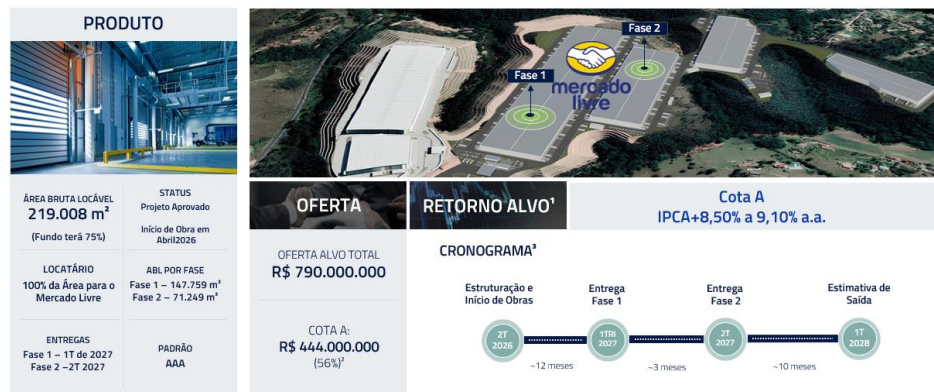 PRODUTO
ÁREA BRUTA LOCÁVEL
219.008 m²
(Fundo terá 75%)
STATUS
Projeto Aprovado
Início de Obra em
Abril2026
LOCATÁRIO
100% da Área para o
Mercado Livre
ABL POR FASE
Fase 1 – 147.759 m²
Fase 2 – 71.249 m²
ENTREGAS
Fase 1 – 1T de 2027
Fase 2 –2T 2027
PADRÃO
AAA
Fase 2
Fase 1
mercado
livre
OFERTA
RETORNO ALVO¹
Cota A
IPCA+8,50% a 9,10% a.a.
OFERTA ALVO TOTAL
R$ 790.000.000
COTA A:
R$ 444.000.000
(56%)²
CRONOGRAMA³
Estruturação e
Início de Obras
Entrega
Fase 1
Entrega
Fase 2
Estimativa de
Saída
2T
2026
1TRI
2027
2T
2027
1T
2028
~12 meses
~3 meses
~10 meses